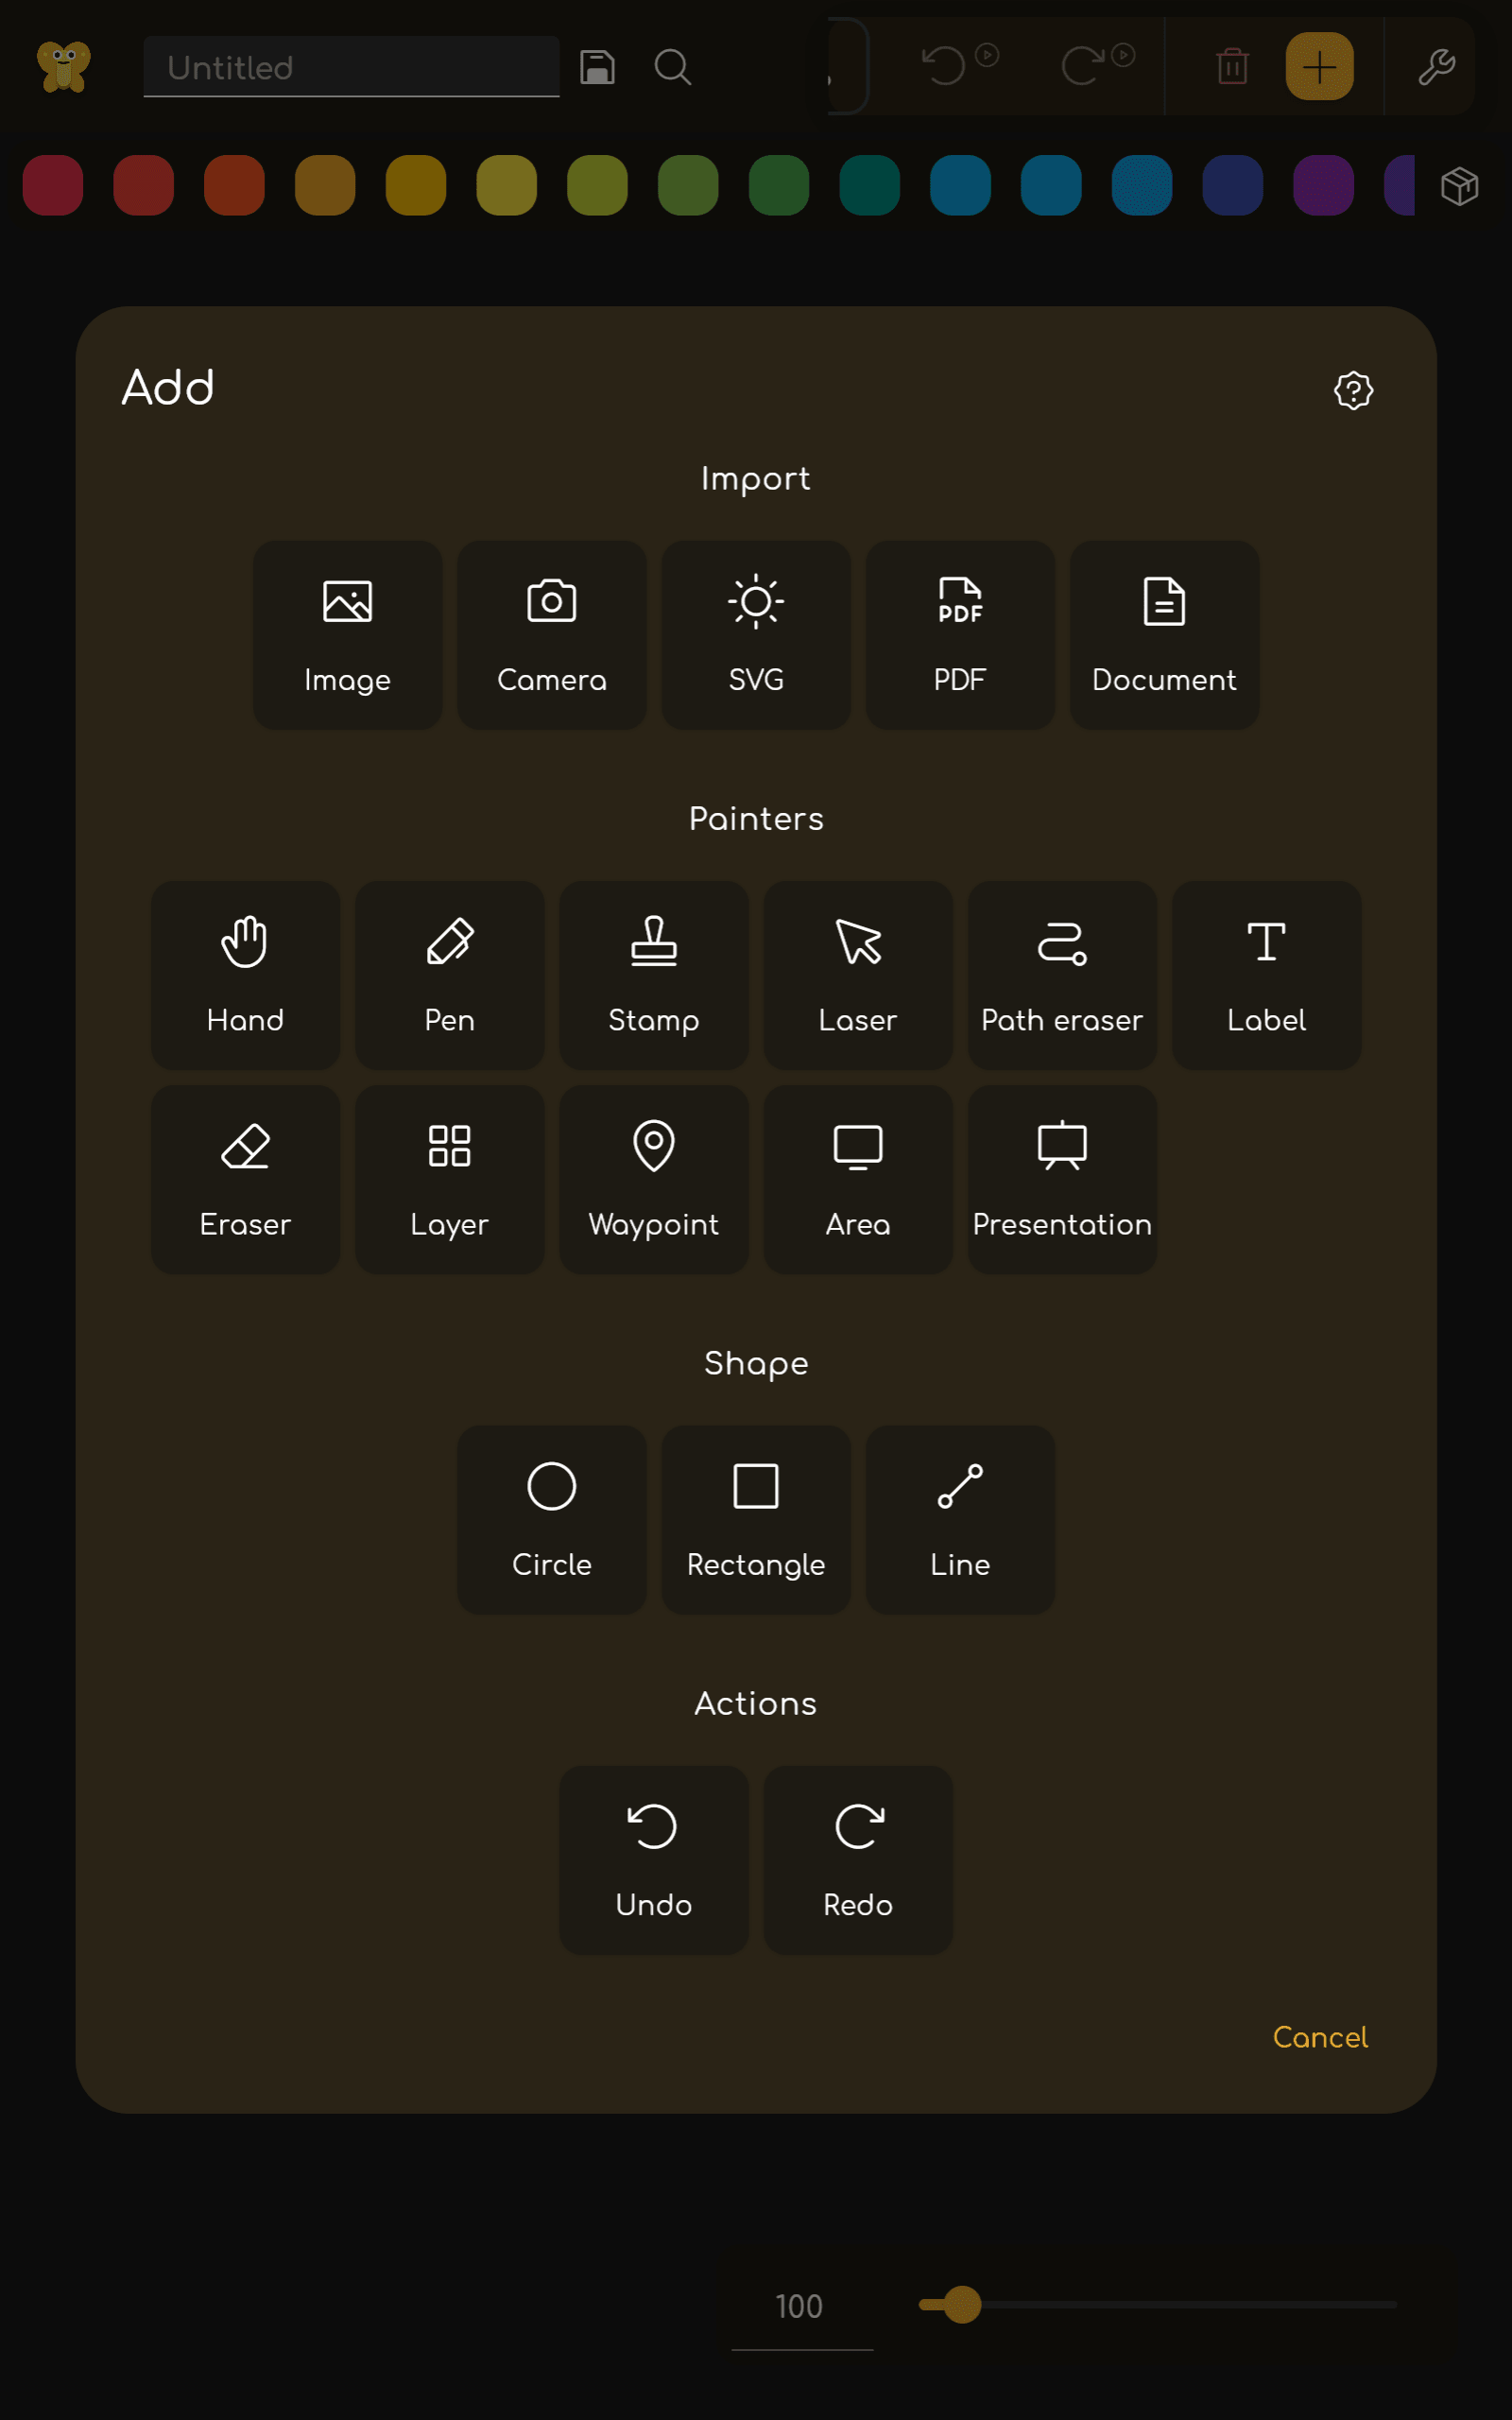 Untitled
Add
Import
Image Camera SVG PDF Document
Painters
Hand Pen Stamp Laser Path eraser Label
Eraser Layer Waypoint Area Presentation
Shape
Circle Rectangle Line
Actions
Undo Redo
Cancel
100